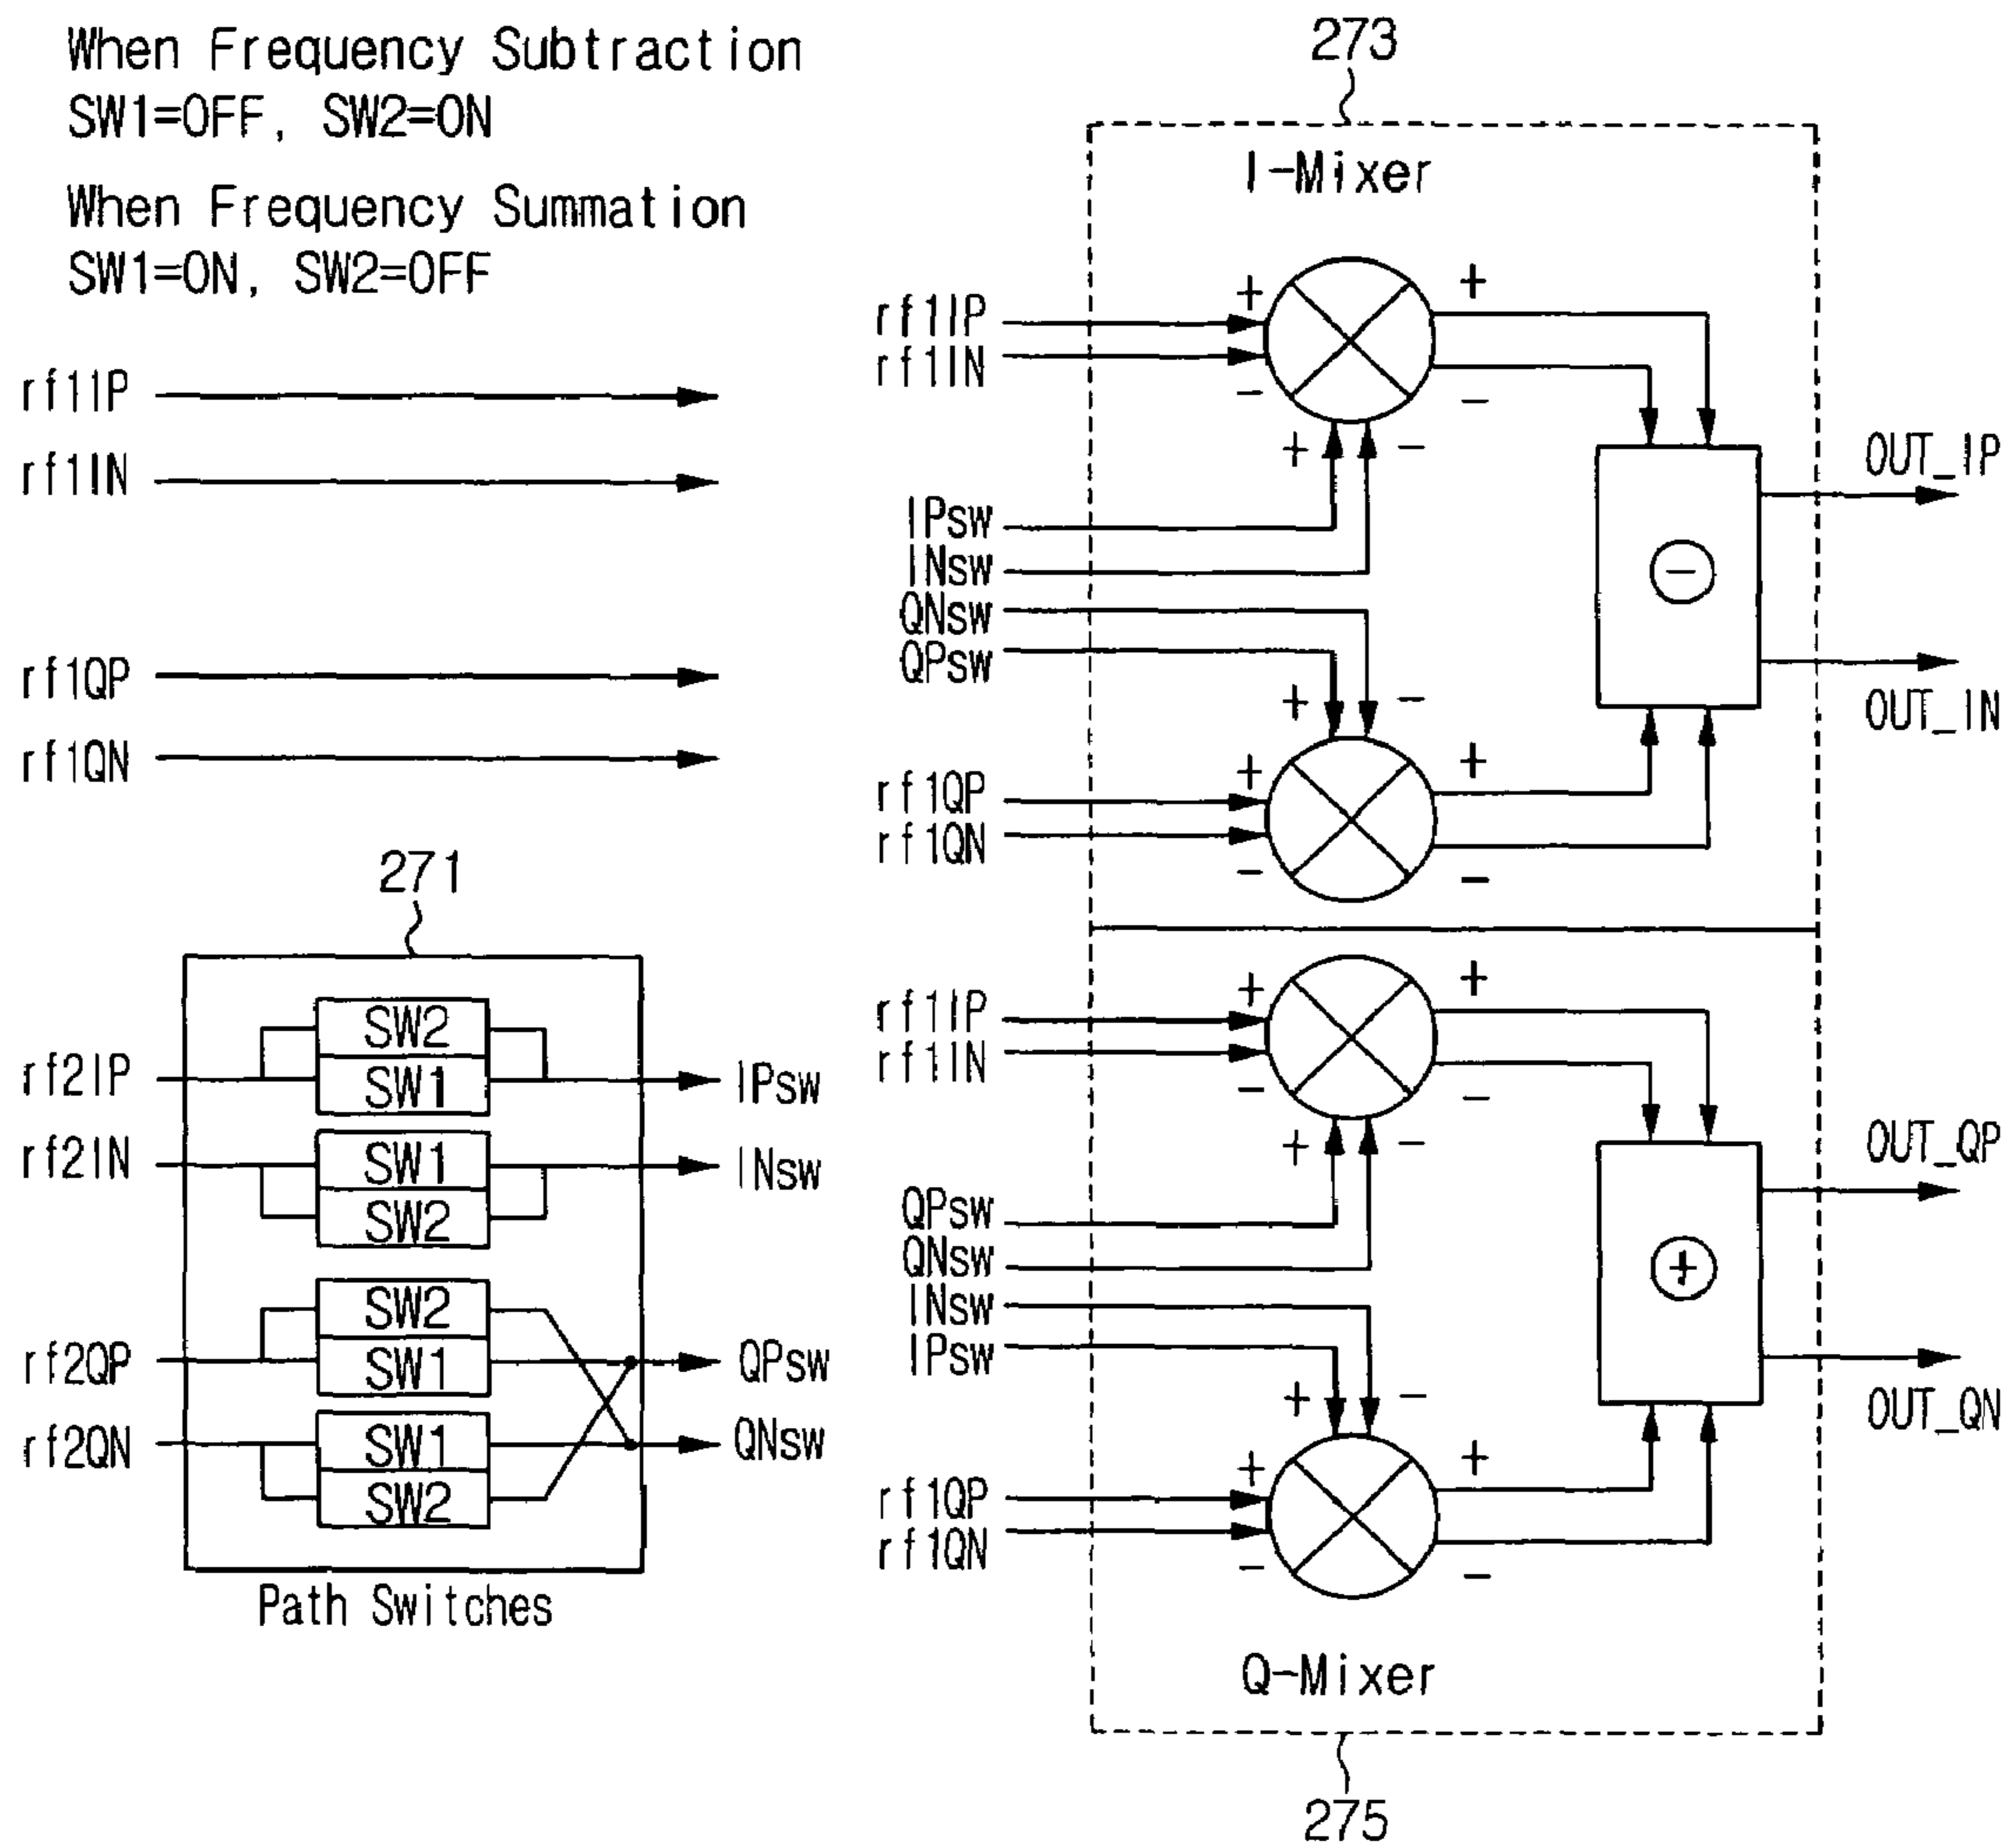 When Frequency Subtraction
SW1=OFF, SW2=ON
When Frequency Summation
SW1=ON, SW2=OFF
rf1IP
rf1IN
rf1QP
rf1QN
271
SW2
rf2IP
SW1
IPsw
rf2IN
SW1
INsw
SW2
SW2
rf2QP
SW1
QPsw
rf2QN
SW1
QNsw
SW2
Path Switches
273
I-Mixer
+
+
rf1IP
rf1IN
-
-
+
-
OUT_IP
IPsw
INsw
-
QNsw
QPsw
+
-
OUT_IN
+
+
rf1QP
rf1QN
-
-
+
+
rf1IP
rf1IN
-
-
+
-
OUT_QP
QPsw
QNsw
+
INsw
IPsw
+
-
OUT_QN
+
+
rf1QP
rf1QN
-
-
Q-Mixer
275